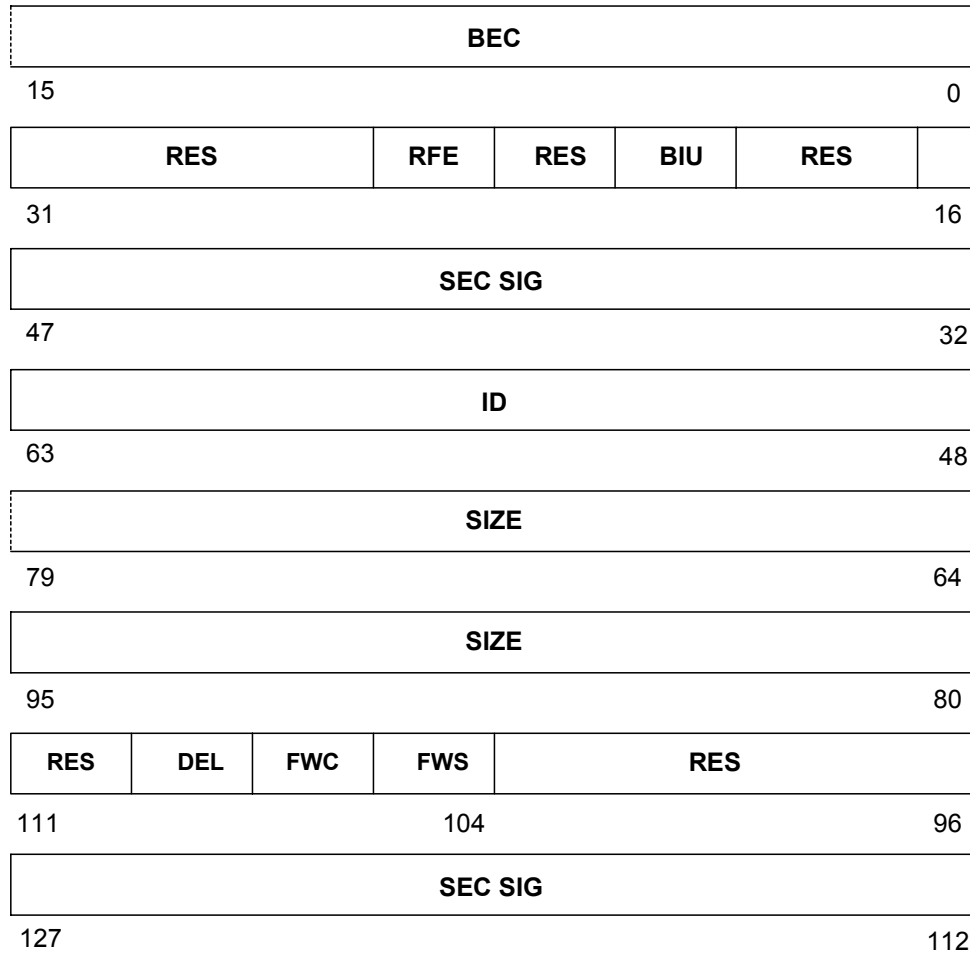 BEC
15 0
RES RFE RES BIU RES
31 16
SEC SIG
47 32
ID
63 48
SIZE
79 64
SIZE
95 80
RES DEL FWC FWS RES
111 104 96
SEC SIG
127 112